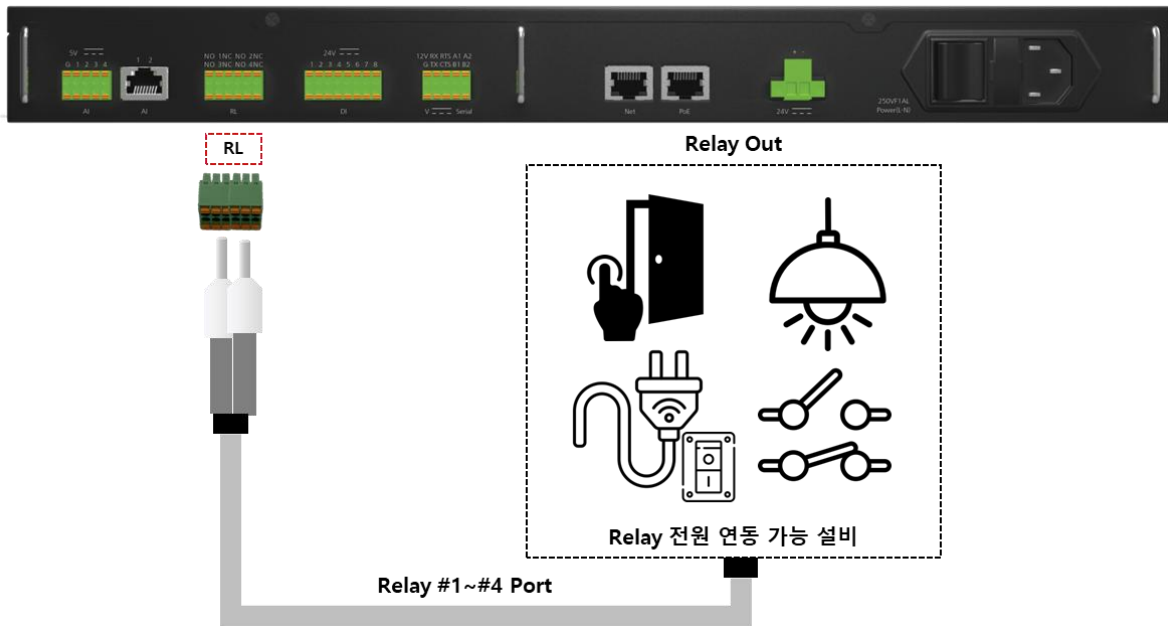 5V
G 1 2 3 4
AI
1 2
AI
NO 1NC NO 2NC
NO 3NC NO 4NC
RL
24V
1 2 3 4 5 6 7 8
DI
12V RX RTS A1 A2
G TX CTS B1 B2
V Serial
Net
PoE
24V
250VF1AL
RL
Relay Out
Relay 전원 연동 가능 설비
Relay #1~#4 Port